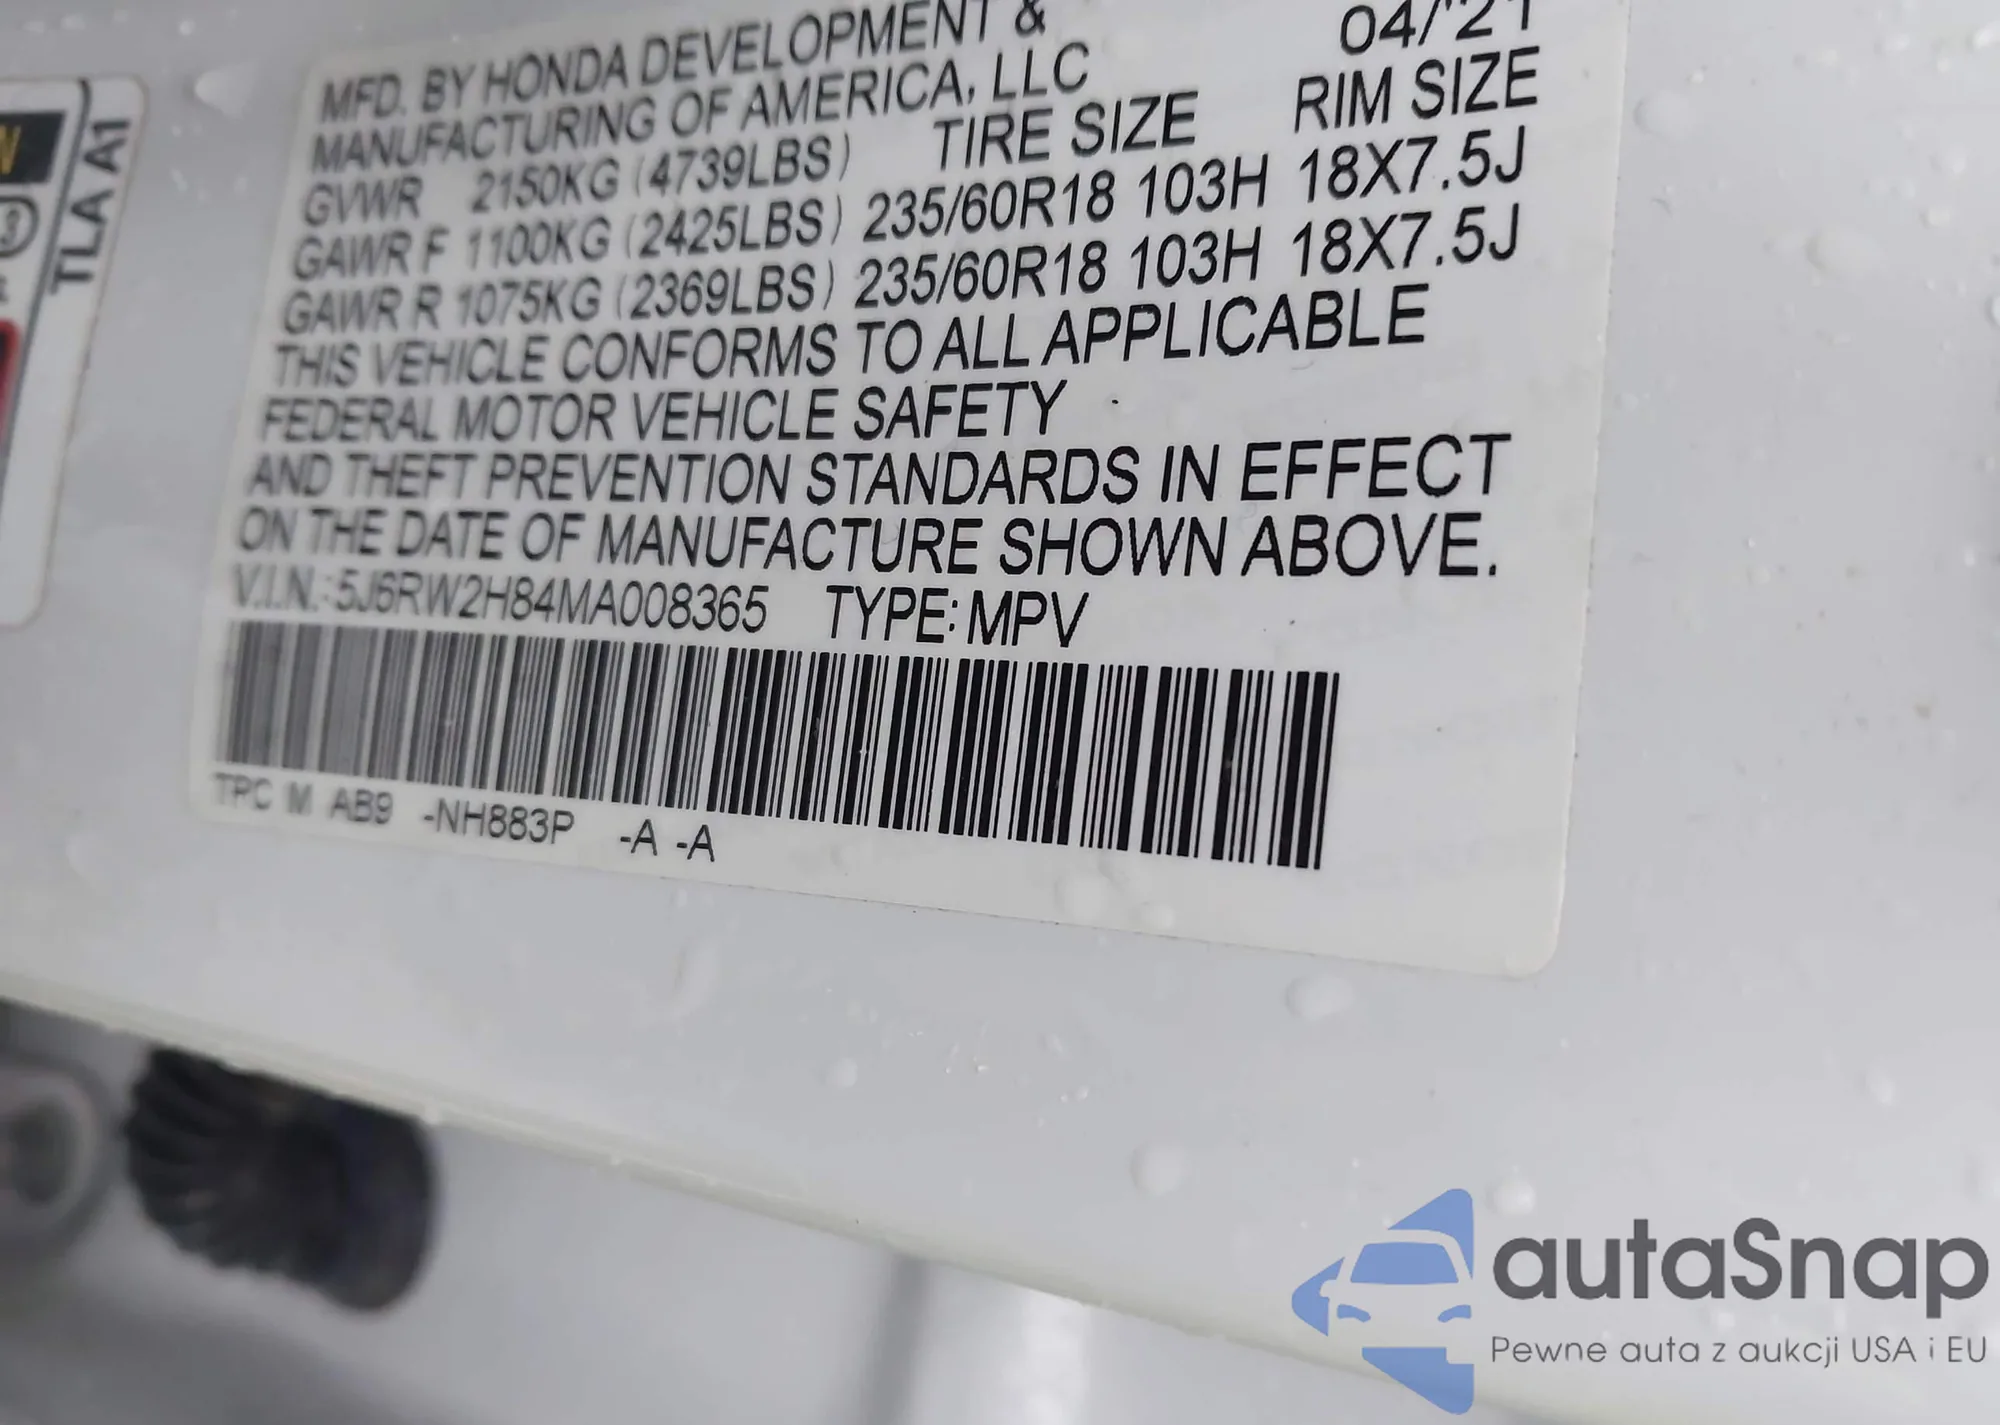 MFD. BY HONDA DEVELOPMENT & 04/21
MANUFACTURING OF AMERICA, LLC
GVWR 2150KG (4739LBS) TIRE SIZE RIM SIZE
GAWR F 1100KG (2425LBS) 235/60R18 103H 18X7.5J
GAWR R 1075KG (2369LBS) 235/60R18 103H 18X7.5J
THIS VEHICLE CONFORMS TO ALL APPLICABLE
FEDERAL MOTOR VEHICLE SAFETY
AND THEFT PREVENTION STANDARDS IN EFFECT
ON THE DATE OF MANUFACTURE SHOWN ABOVE.
V.I.N.: 5J6RW2H84MA008365 TYPE: MPV
TPC M AB9 -NH883P -A -A
TLA A1
autaSnap
Pewne auta z aukcji USA i EU